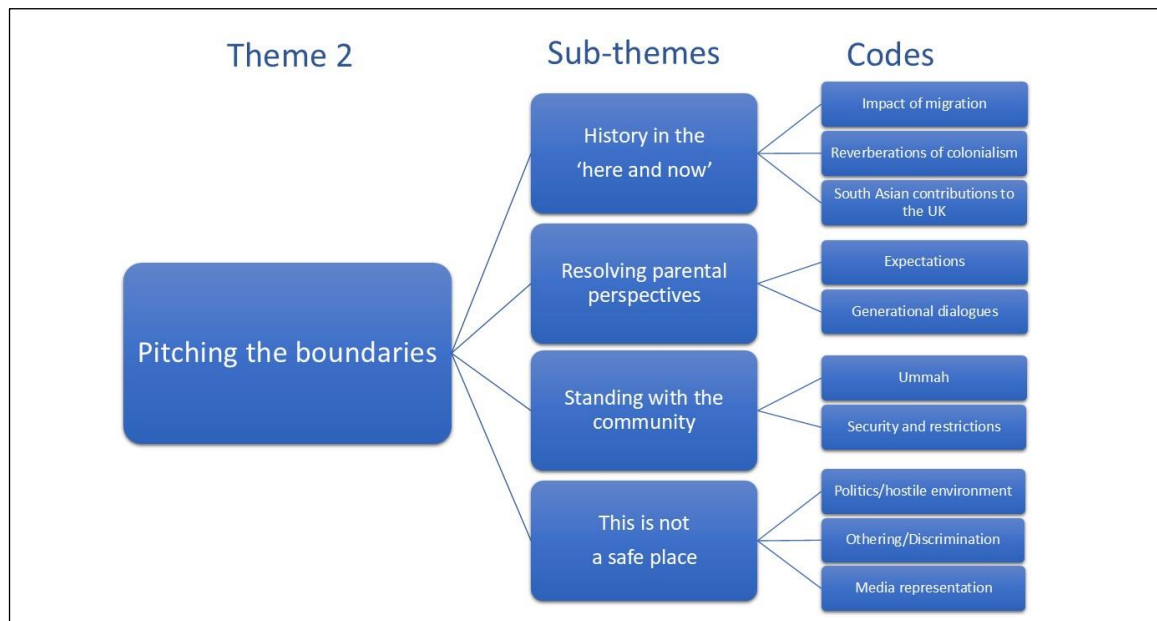 Theme 2
Sub-themes
Codes
Pitching the boundaries
History in the
‘here and now’
Impact of migration
Reverberations of colonialism
South Asian contributions to
the UK
Resolving parental
perspectives
Expectations
Generational dialogues
Standing with the
community
Ummah
Security and restrictions
This is not
a safe place
Politics/hostile environment
Othering/Discrimination
Media representation